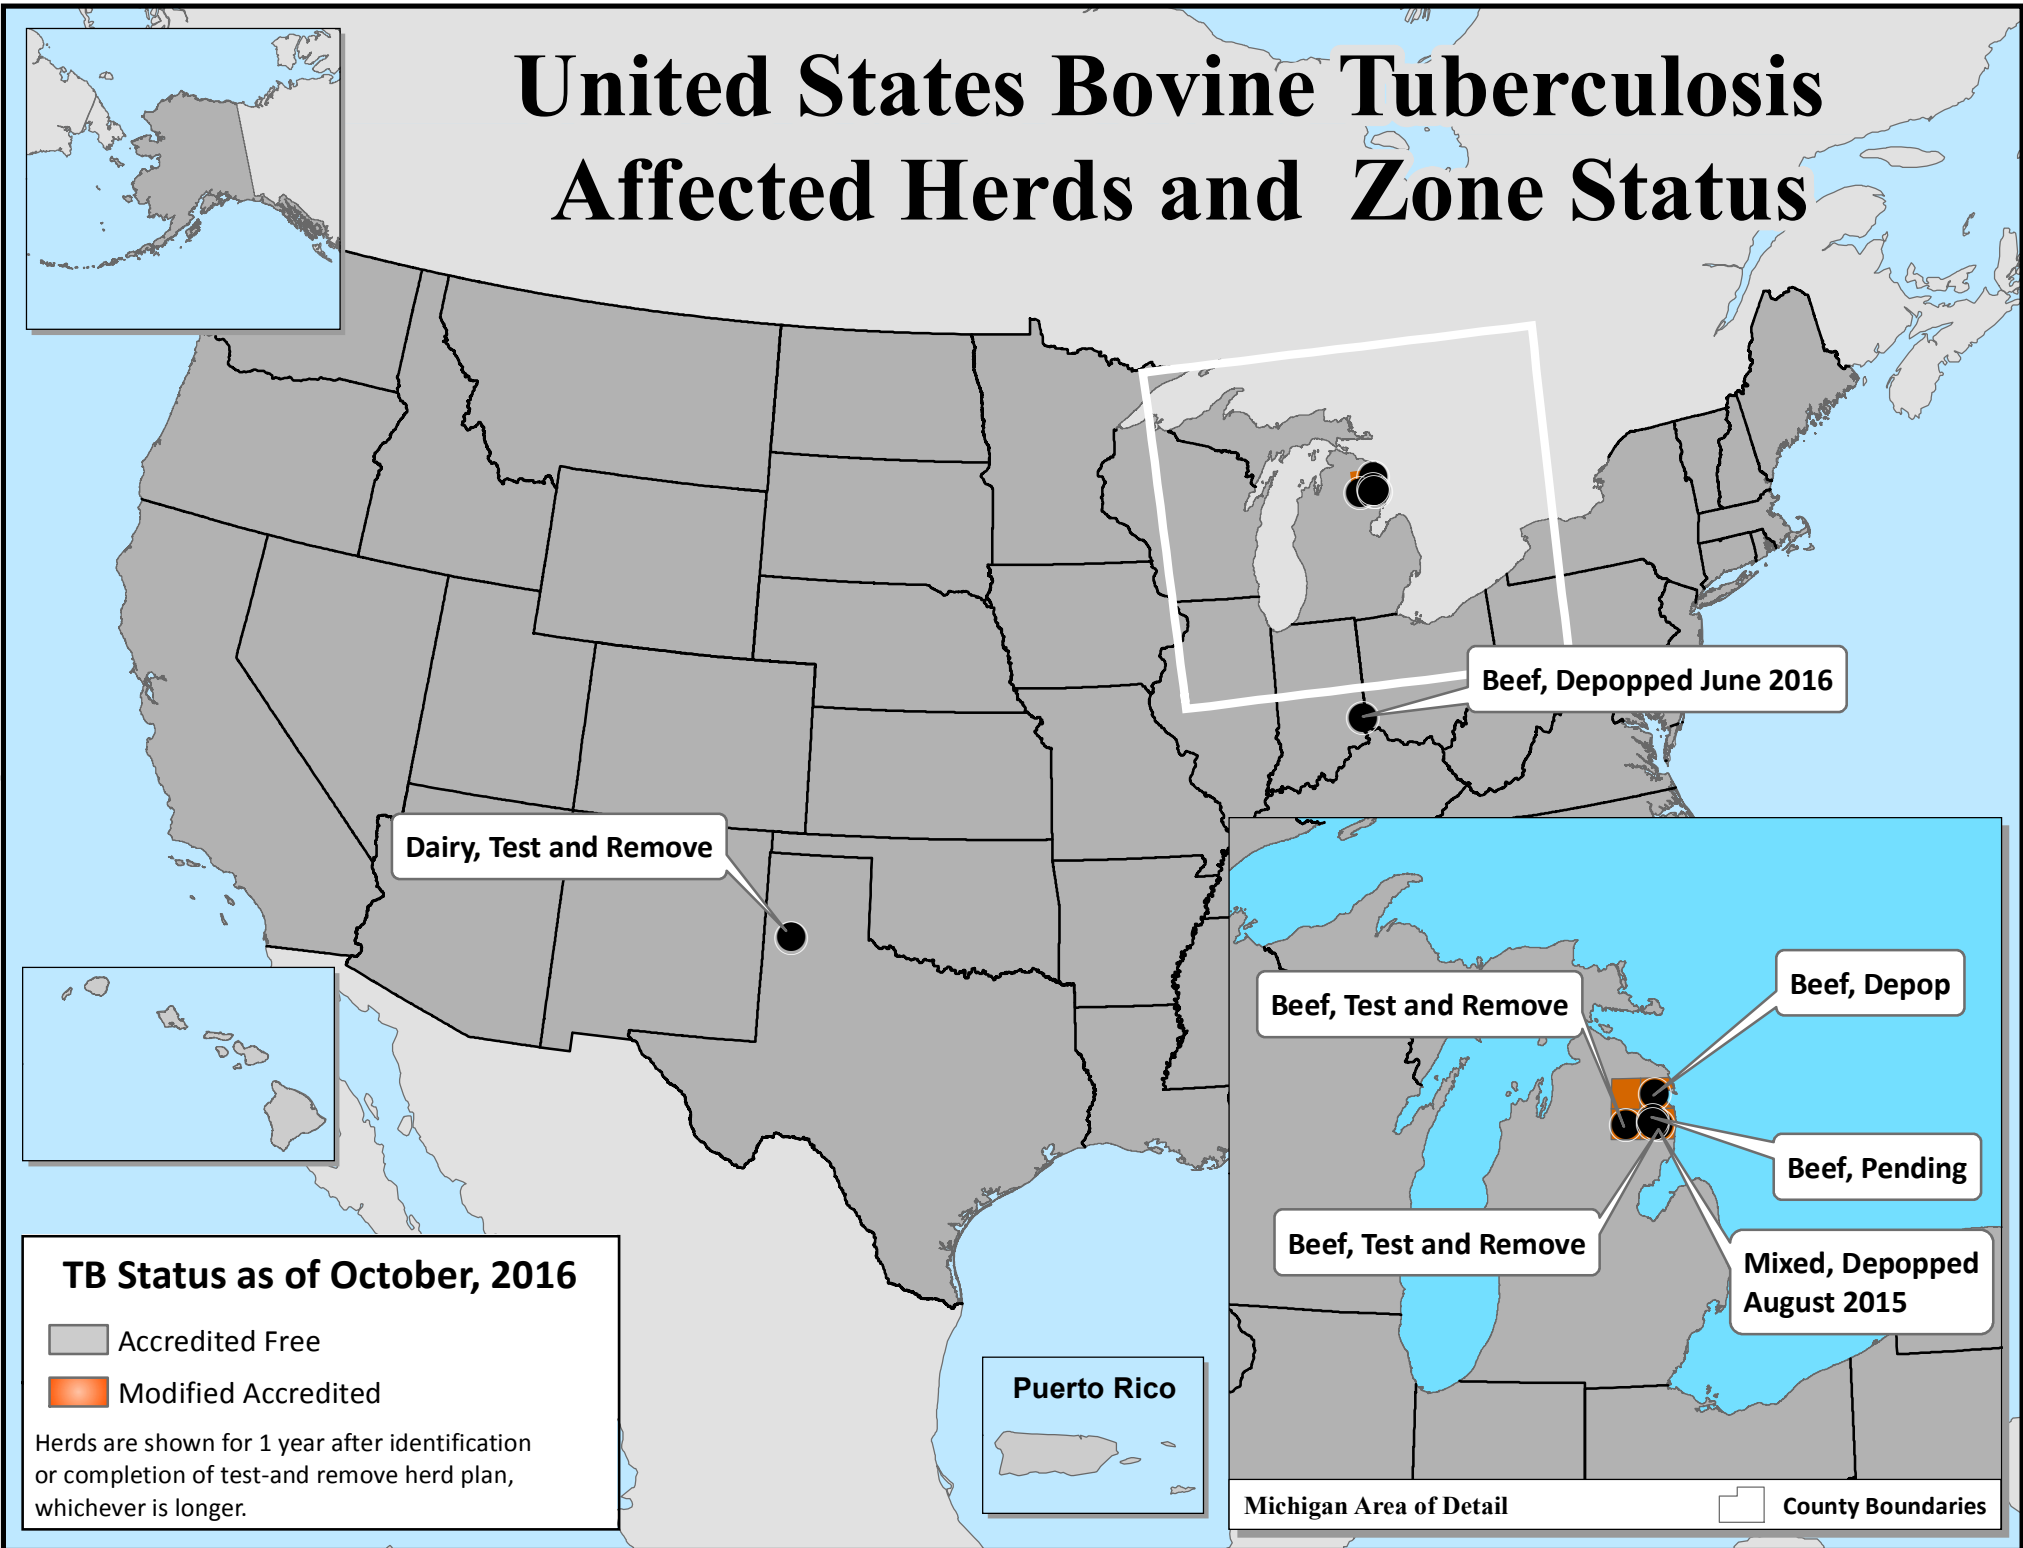 United States Bovine Tuberculosis
Affected Herds and Zone Status
Beef, Depopped June 2016
Dairy, Test and Remove
Beef, Test and Remove
Beef, Depop
Beef, Pending
Beef, Test and Remove
Mixed, Depopped
August 2015
TB Status as of October, 2016
Accredited Free
Modified Accredited
Herds are shown for 1 year after identification
or completion of test-and remove herd plan,
whichever is longer.
Puerto Rico
Michigan Area of Detail
County Boundaries